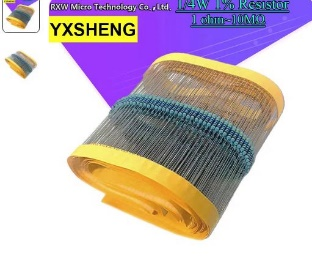 RXW Micro Technology Co., Ltd.
YXSHENG
1/4W 1% Resistor
1 ohm-10MΩ